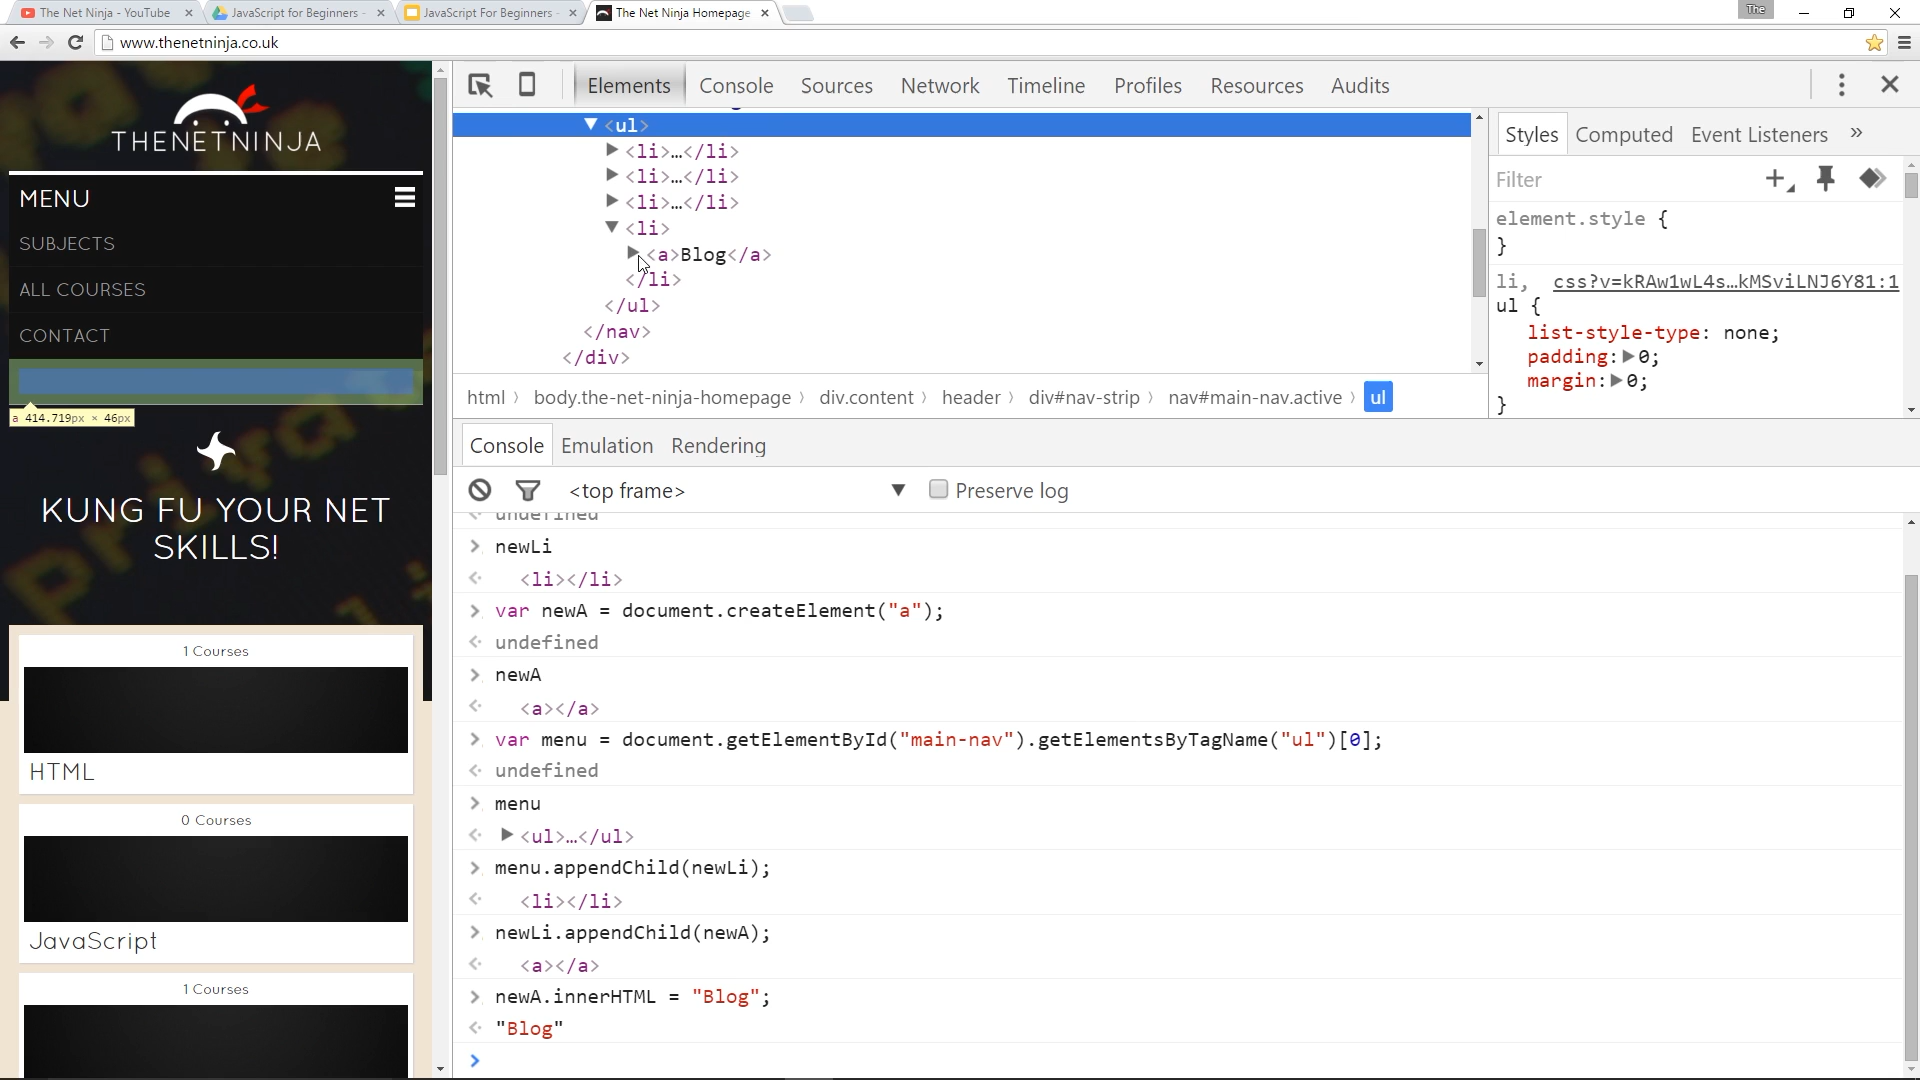 The Net Ninja - YouTube
JavaScript for Beginners -
JavaScript For Beginners -
The Net Ninja Homepage
The
www.thenetninja.co.uk
THENETNINJA
MENU
SUBJECTS
ALL COURSES
CONTACT
a 414.719px × 46px
KUNG FU YOUR NET
SKILLS!
1 Courses
HTML
0 Courses
JavaScript
1 Courses
Elements Console Sources Network Timeline Profiles Resources Audits
▼ <ul>
▶ <li>…</li>
▶ <li>…</li>
▶ <li>…</li>
▼ <li>
▶ <a>Blog</a>
</li>
</ul>
</nav>
</div>
html body.the-net-ninja-homepage div.content header div#nav-strip nav#main-nav.active ul
Styles Computed Event Listeners »
Filter
element.style {
}
li, css?v=kRAw1wL4s…kMSviLNJ6Y81:1
ul {
list-style-type: none;
padding:▶0;
margin:▶0;
}
Console Emulation Rendering
<top frame> ▼ Preserve log
undefined
> newLi
<li></li>
> var newA = document.createElement("a");
undefined
> newA
<a></a>
> var menu = document.getElementById("main-nav").getElementsByTagName("ul")[0];
undefined
> menu
▶ <ul>…</ul>
> menu.appendChild(newLi);
<li></li>
> newLi.appendChild(newA);
<a></a>
> newA.innerHTML = "Blog";
"Blog"
>